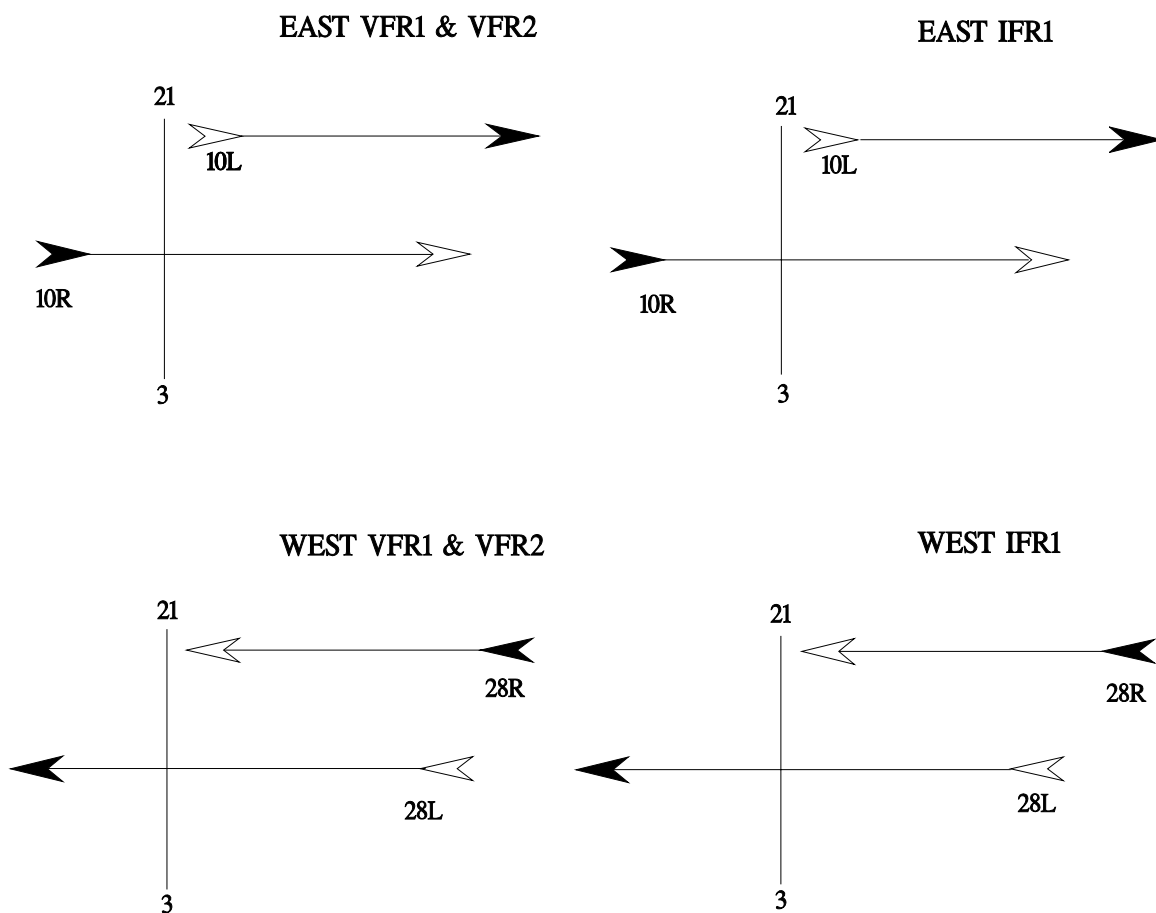 EAST VFR1 & VFR2
21
10L
10R
3
EAST IFR1
21
10L
10R
3
WEST VFR1 & VFR2
21
28R
28L
3
WEST IFR1
21
28R
28L
3